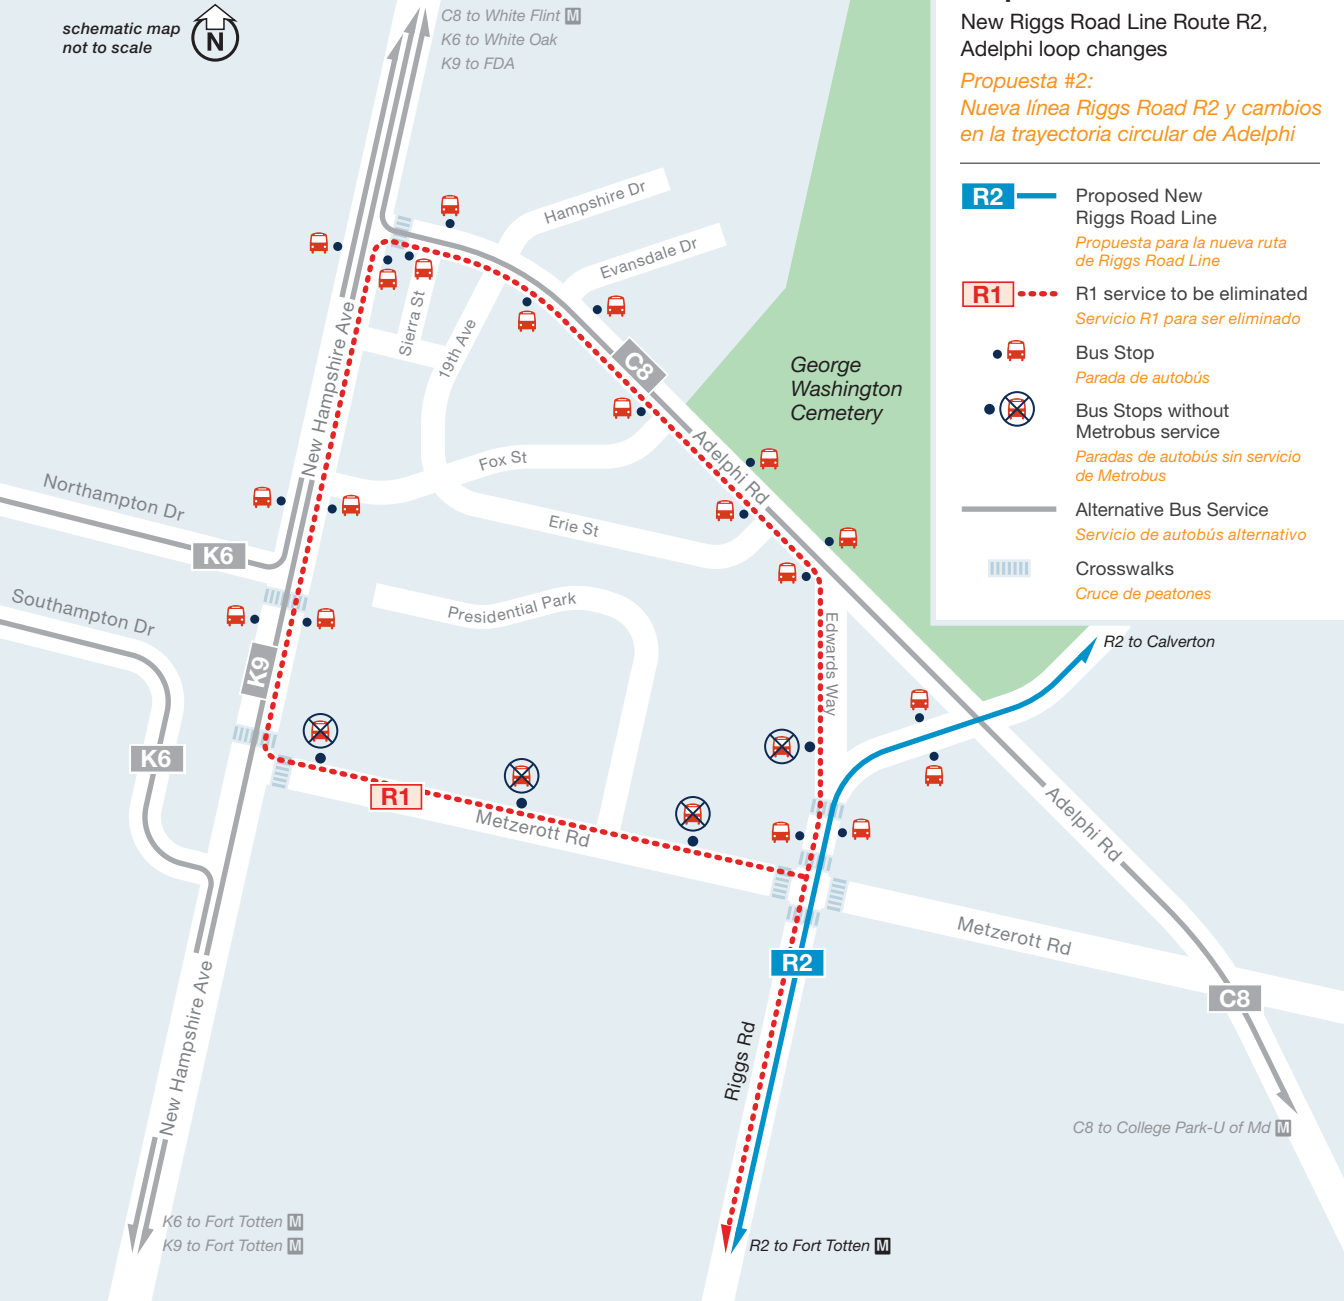 schematic map
not to scale
N
C8 to White Flint M
K6 to White Oak
K9 to FDA
New Riggs Road Line Route R2,
Adelphi loop changes
Propuesta #2:
Nueva línea Riggs Road R2 y cambios
en la trayectoria circular de Adelphi
R2
Proposed New
Riggs Road Line
Propuesta para la nueva ruta
de Riggs Road Line
R1
R1 service to be eliminated
Servicio R1 para ser eliminado
Bus Stop
Parada de autobús
Bus Stops without
Metrobus service
Paradas de autobús sin servicio
de Metrobus
Alternative Bus Service
Servicio de autobús alternativo
Crosswalks
Cruce de peatones
Hampshire Dr
Evansdale Dr
Sierra St
19th Ave
New Hampshire Ave
C8
George
Washington
Cemetery
Adelphi Rd
Fox St
Erie St
Northampton Dr
K6
Southampton Dr
Presidential Park
Edwards Way
K9
K6
R2 to Calverton
R1
Metzerott Rd
Adelphi Rd
Metzerott Rd
R2
C8
New Hampshire Ave
Riggs Rd
C8 to College Park-U of Md M
K6 to Fort Totten M
K9 to Fort Totten M
R2 to Fort Totten M